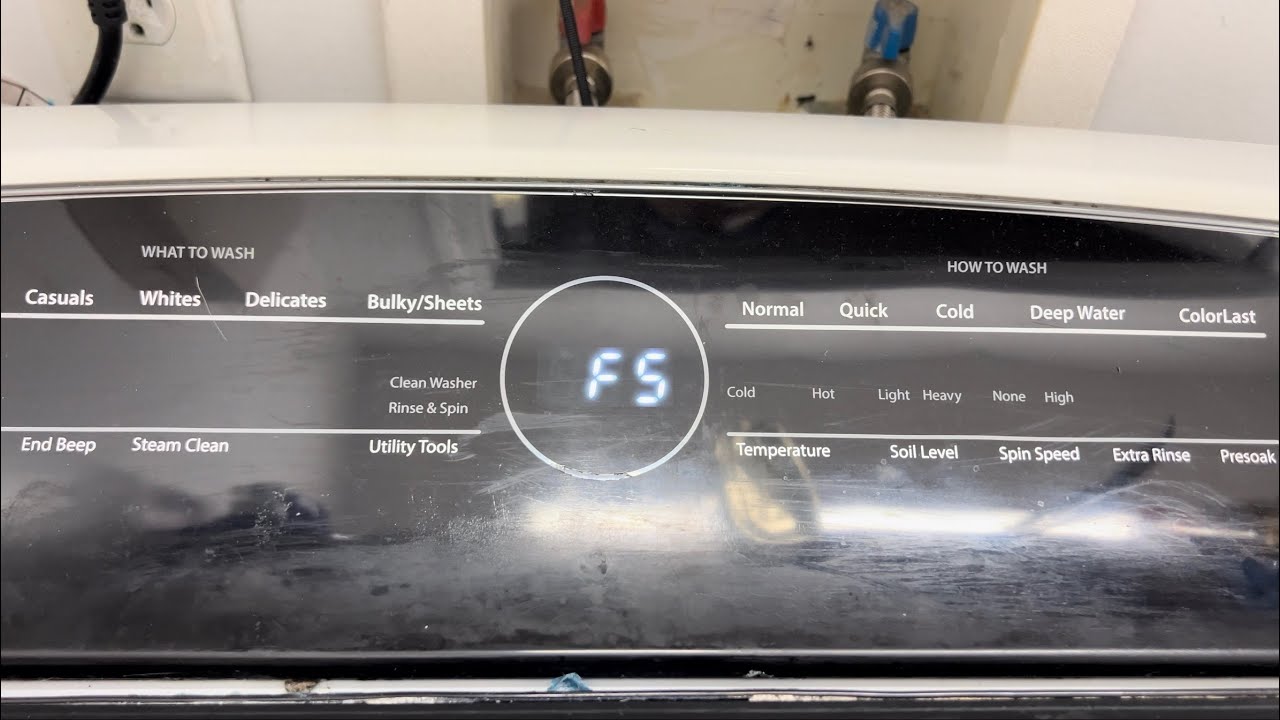 WHAT TO WASH
Casuals Whites Delicates Bulky/Sheets
Clean Washer
Rinse & Spin
End Beep Steam Clean Utility Tools
F5
HOW TO WASH
Normal Quick Cold Deep Water ColorLast
Cold Hot Light Heavy None High
Temperature Soil Level Spin Speed Extra Rinse Presoak